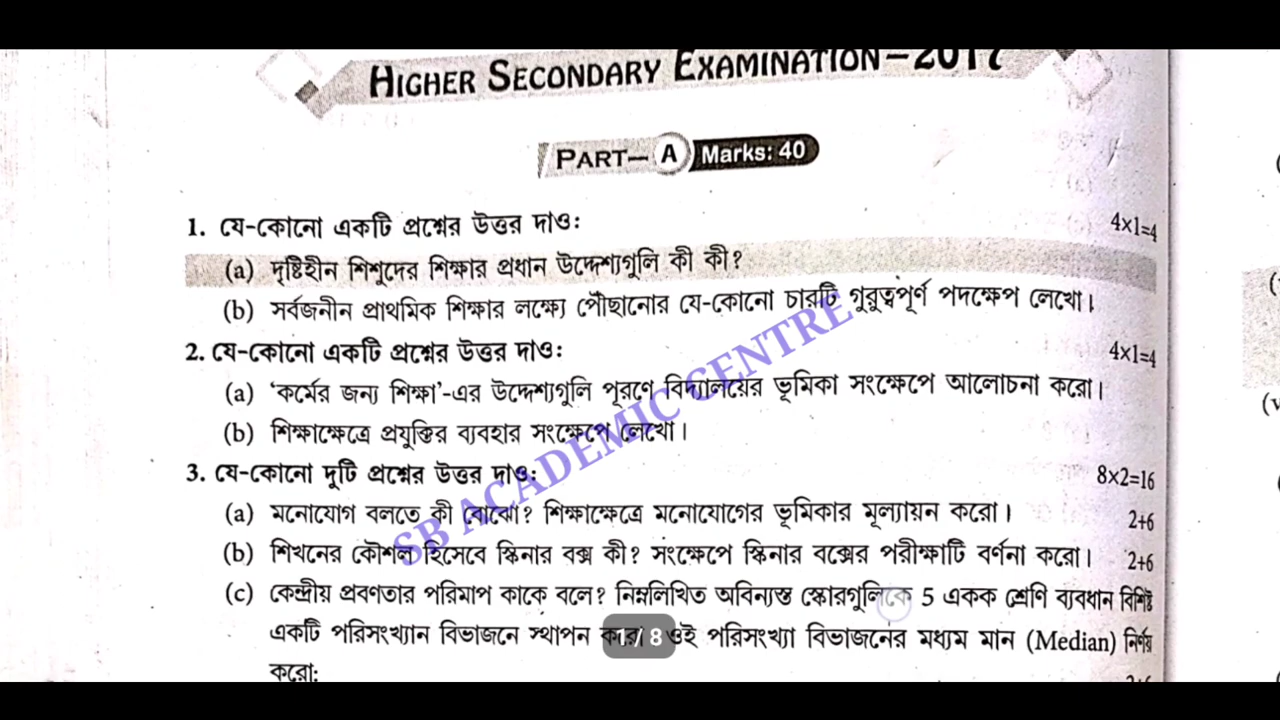 HIGHER SECONDARY EXAMINATION–2017
PART– A Marks: 40
1. যে-কোনো একটি প্রশ্নের উত্তর দাও: 4×1=4
(a) দৃষ্টিহীন শিশুদের শিক্ষার প্রধান উদ্দেশ্যগুলি কী কী?
(b) সর্বজনীন প্রাথমিক শিক্ষার লক্ষ্যে পৌঁছানোর যে-কোনো চারটি গুরুত্বপূর্ণ পদক্ষেপ লেখো।
2. যে-কোনো একটি প্রশ্নের উত্তর দাও: 4×1=4
(a) ‘কর্মের জন্য শিক্ষা’-এর উদ্দেশ্যগুলি পূরণে বিদ্যালয়ের ভূমিকা সংক্ষেপে আলোচনা করো।
(b) শিক্ষাক্ষেত্রে প্রযুক্তির ব্যবহার সংক্ষেপে লেখো।
3. যে-কোনো দুটি প্রশ্নের উত্তর দাও: 8×2=16
(a) মনোযোগ বলতে কী বোঝো? শিক্ষাক্ষেত্রে মনোযোগের ভূমিকার মূল্যায়ন করো। 2+6
(b) শিখনের কৌশল হিসেবে স্কিনার বক্স কী? সংক্ষেপে স্কিনার বক্সের পরীক্ষাটি বর্ণনা করো। 2+6
(c) কেন্দ্রীয় প্রবণতার পরিমাপ কাকে বলে? নিম্নলিখিত অবিন্যস্ত স্কোরগুলিকে 5 একক শ্রেণি ব্যবধান বিশিষ্ট
একটি পরিসংখ্যান বিভাজনে স্থাপন ওই পরিসংখ্যা বিভাজনের মধ্যম মান (Median) নির্ণয়
করো:
SB ACADEMIC CENTRE
1 / 8